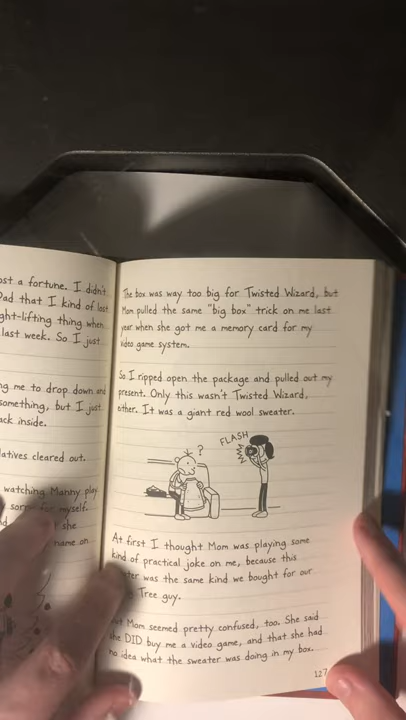 ost a fortune. I didn't
Dad that I kind of lost
ght-lifting thing when
last week. So I just
ng me to drop down and
something, but I just
ack inside.
latives cleared out.
watching Manny play
sorry for myself.
she
name on
The box was way too big for Twisted Wizard, but
Mom pulled the same "big box" trick on me last
year when she got me a memory card for my
video game system.
So I ripped open the package and pulled out my
present. Only this wasn't Twisted Wizard,
either. It was a giant red wool sweater.
FLASH
?
At first I thought Mom was playing some
kind of practical joke on me, because this
was the same kind we bought for our
Tree guy.
But Mom seemed pretty confused, too. She said
she DID buy me a video game, and that she had
no idea what the sweater was doing in my box.
127